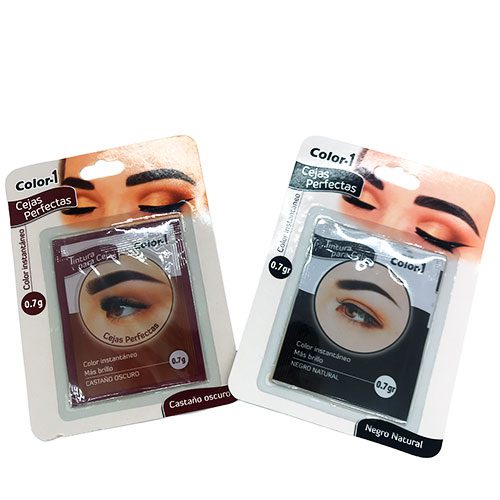 Color-1
Cejas
Perfectas
Color instantáneo
0.7g
Tintura
para Ce
Color-1
Cejas Perfectas
Color instantáneo
Más brillo
CASTAÑO OSCURO
0.7g
Castaño oscuro
Color-1
Cejas
Perfectas
Color instantáneo
0.7gr
Tintura
para
Color-1
Color instantáneo
Más brillo
NEGRO NATURAL
0.7gr
Negro Natural